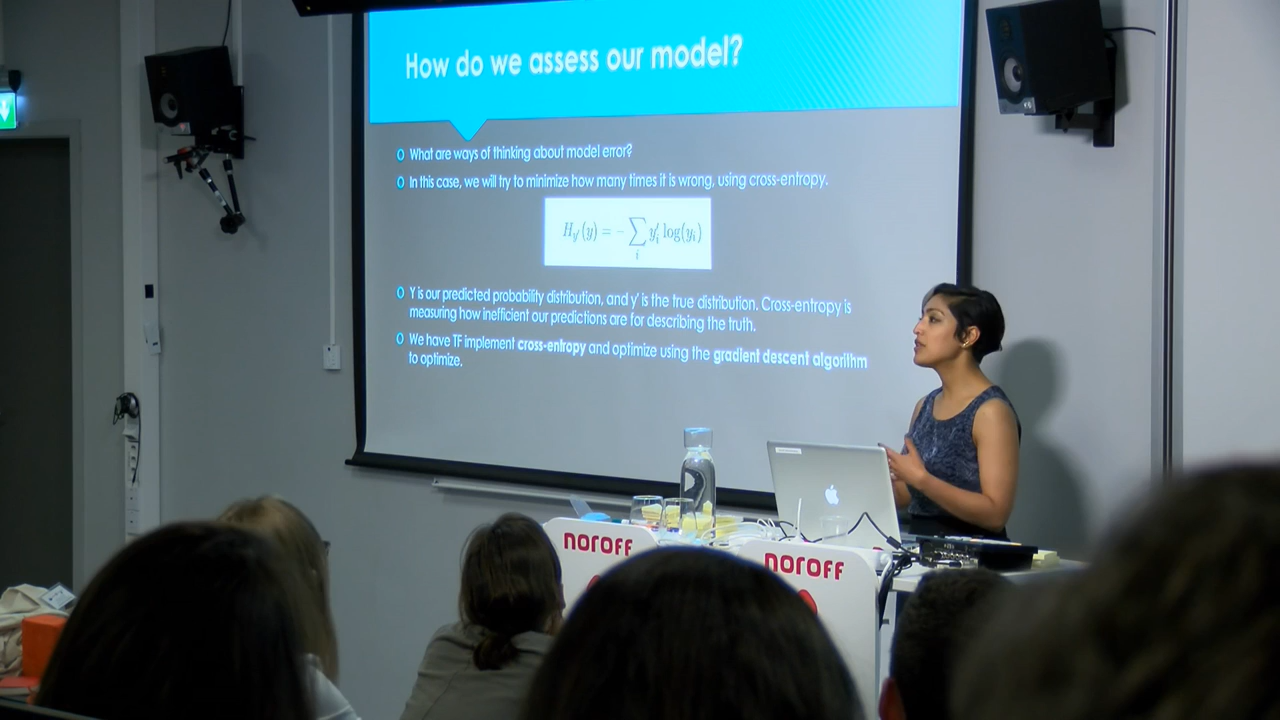 How do we assess our model?
What are ways of thinking about model error?
In this case, we will try to minimize how many times it is wrong, using cross-entropy.
H_{y'}(y) = - \sum_i y'_i \log(y_i)
Y is our predicted probability distribution, and y' is the true distribution. Cross-entropy is
measuring how inefficient our predictions are for describing the truth.
We have TF implement cross-entropy and optimize using the gradient descent algorithm
to optimize.
noroff
noroff